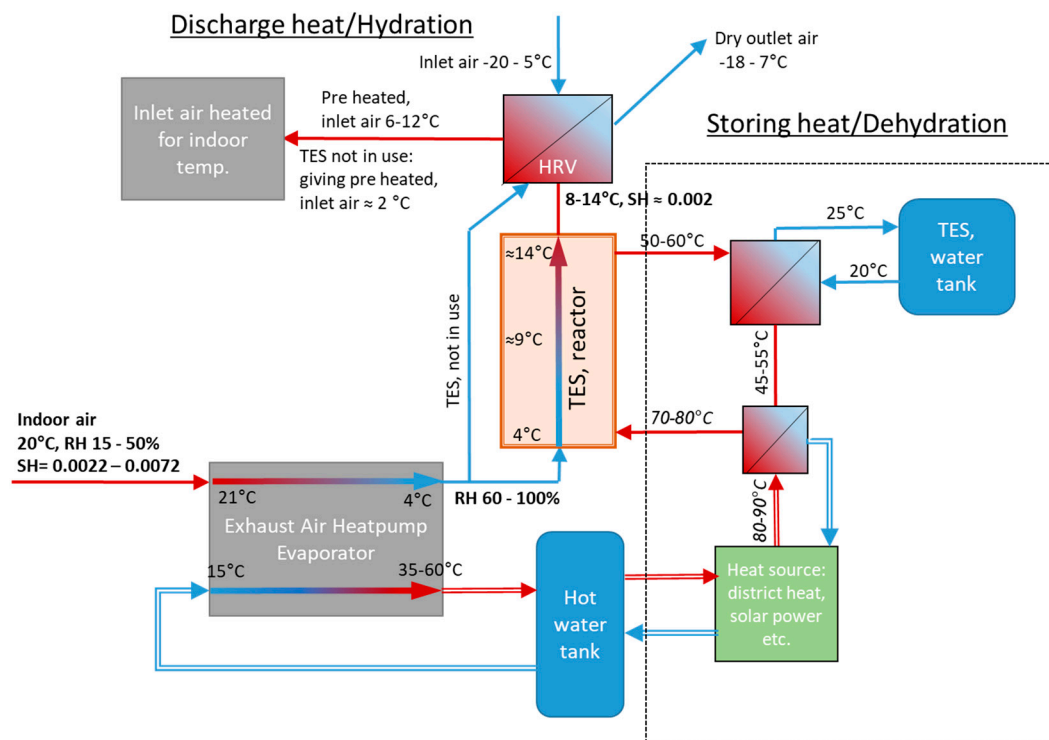 Discharge heat/Hydration
Inlet air -20 - 5°C
Dry outlet air
-18 - 7°C
Inlet air heated
for indoor
temp.
Pre heated,
inlet air 6-12°C
TES not in use:
giving pre heated,
inlet air ≈ 2 °C
HRV
8-14°C, SH ≈ 0.002
Storing heat/Dehydration
≈14°C
≈9°C
4°C
TES, reactor
TES, not in use
50-60°C
25°C
20°C
TES,
water
tank
45-55°C
70-80°C
80-90°C
Indoor air
20°C, RH 15 - 50%
SH= 0.0022 – 0.0072
21°C
4°C
RH 60 - 100%
Exhaust Air Heatpump
Evaporator
15°C
35-60°C
Hot
water
tank
Heat source:
district heat,
solar power
etc.